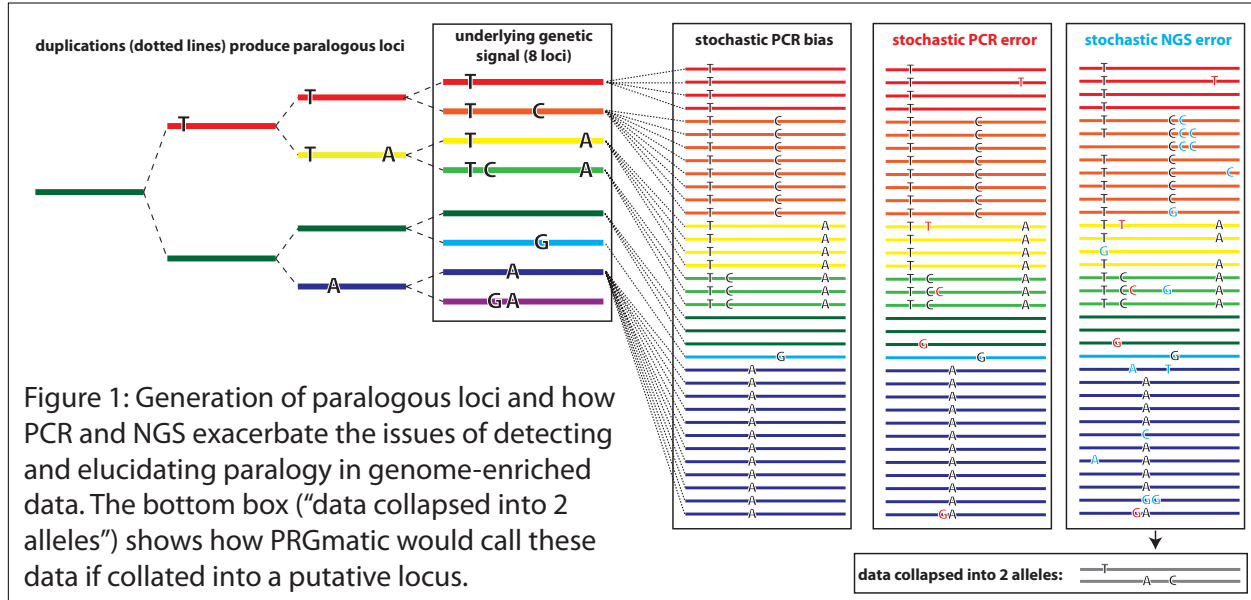 duplications (dotted lines) produce paralogous loci
T
T
T A
A
underlying genetic
signal (8 loci)
T
T C
T A
T C A
G
A
G A
stochastic PCR bias
T
T
T
T
T C
T C
T C
T C
T C
T C
T C
T C
T A
T A
T A
T A
T C A
T C A
T C A
G
A
A
A
A
A
A
A
A
A
A
A
A
stochastic PCR error
T
T T
T
T
T C
T C
T C
T C
T C
T C
T C
T C
T T A
T A
T A
T A
T C A
T C C A
T C A
G
G
A
A
A
A
A
A
A
A
A
A
A
G A
stochastic NGS error
T
T T
T
T
T C C
T C C C
C C C
T C
T C C
T C
T C
T G
T T A
T A
G
T A
T C A
T C C G A
T C A
G
G
A T
A
A
A
A
C
A
A A
A
A
G G
G A
Figure 1: Generation of paralogous loci and how
PCR and NGS exacerbate the issues of detecting
and elucidating paralogy in genome-enriched
data. The bottom box (“data collapsed into 2
alleles”) shows how PRGmatic would call these
data if collated into a putative locus.
data collapsed into 2 alleles:
T
A C